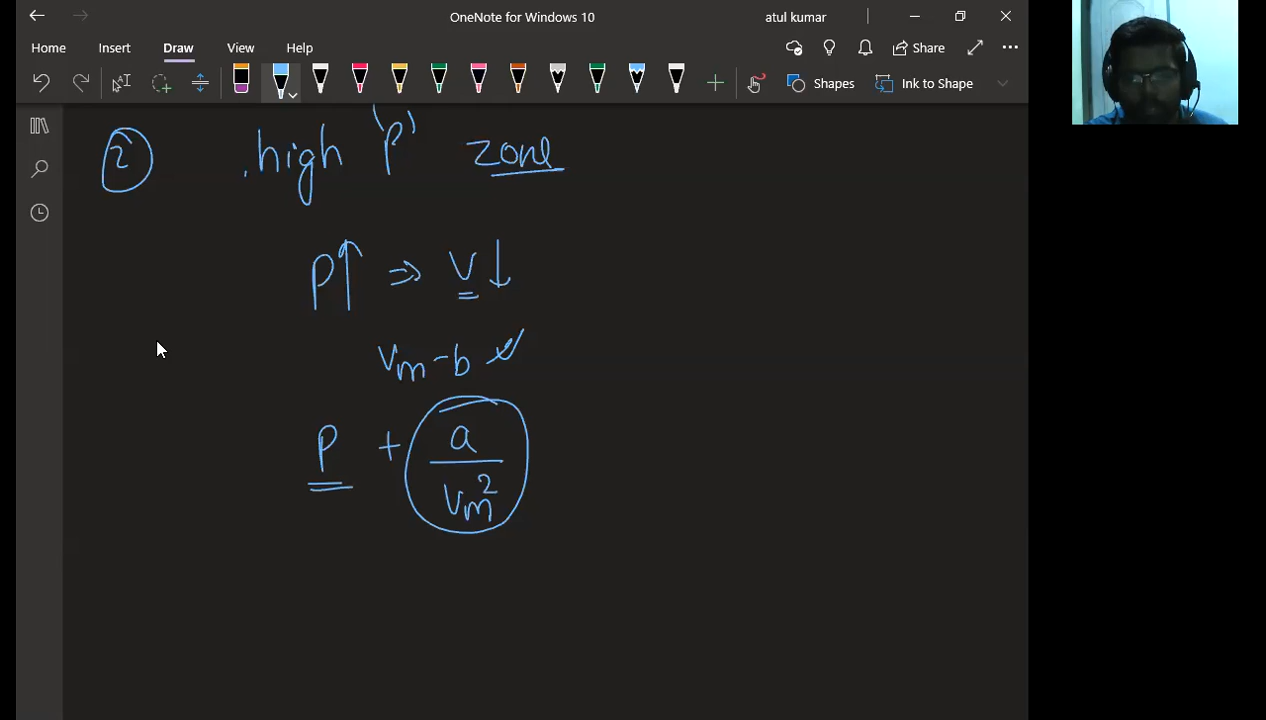 OneNote for Windows 10
atul kumar
Home Insert Draw View Help
Share
Shapes
Ink to Shape
2 high 'P' zone
P↑ ⇒ V↓
Vm - b ✓
P + a/Vm²